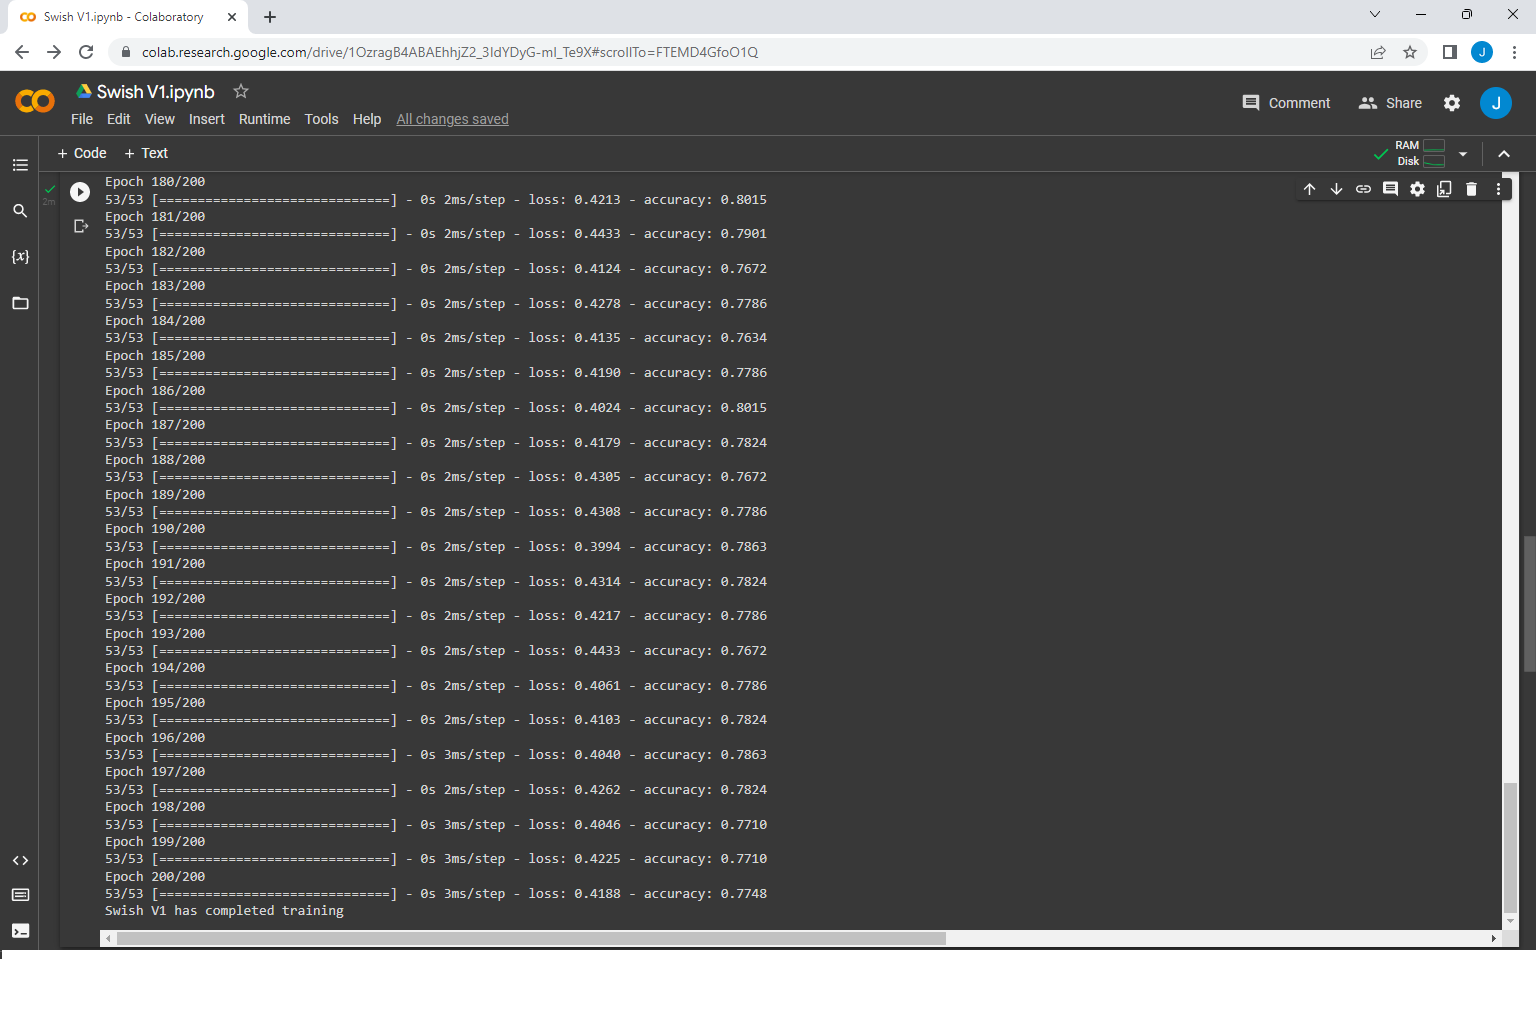 Swish V1.ipynb - Colaboratory
colab.research.google.com/drive/1OzragB4ABAEhhjZ2_3IdYDyG-mI_Te9X#scrollTo=FTEMD4GfoO1Q
J
Swish V1.ipynb
Comment Share J
File Edit View Insert Runtime Tools Help All changes saved
+ Code + Text
RAM
Disk
2m
{x}
Epoch 180/200
53/53 [==============================] - 0s 2ms/step - loss: 0.4213 - accuracy: 0.8015
Epoch 181/200
53/53 [==============================] - 0s 2ms/step - loss: 0.4433 - accuracy: 0.7901
Epoch 182/200
53/53 [==============================] - 0s 2ms/step - loss: 0.4124 - accuracy: 0.7672
Epoch 183/200
53/53 [==============================] - 0s 2ms/step - loss: 0.4278 - accuracy: 0.7786
Epoch 184/200
53/53 [==============================] - 0s 2ms/step - loss: 0.4135 - accuracy: 0.7634
Epoch 185/200
53/53 [==============================] - 0s 2ms/step - loss: 0.4190 - accuracy: 0.7786
Epoch 186/200
53/53 [==============================] - 0s 2ms/step - loss: 0.4024 - accuracy: 0.8015
Epoch 187/200
53/53 [==============================] - 0s 2ms/step - loss: 0.4179 - accuracy: 0.7824
Epoch 188/200
53/53 [==============================] - 0s 2ms/step - loss: 0.4305 - accuracy: 0.7672
Epoch 189/200
53/53 [==============================] - 0s 2ms/step - loss: 0.4308 - accuracy: 0.7786
Epoch 190/200
53/53 [==============================] - 0s 2ms/step - loss: 0.3994 - accuracy: 0.7863
Epoch 191/200
53/53 [==============================] - 0s 2ms/step - loss: 0.4314 - accuracy: 0.7824
Epoch 192/200
53/53 [==============================] - 0s 2ms/step - loss: 0.4217 - accuracy: 0.7786
Epoch 193/200
53/53 [==============================] - 0s 2ms/step - loss: 0.4433 - accuracy: 0.7672
Epoch 194/200
53/53 [==============================] - 0s 2ms/step - loss: 0.4061 - accuracy: 0.7786
Epoch 195/200
53/53 [==============================] - 0s 2ms/step - loss: 0.4103 - accuracy: 0.7824
Epoch 196/200
53/53 [==============================] - 0s 3ms/step - loss: 0.4040 - accuracy: 0.7863
Epoch 197/200
53/53 [==============================] - 0s 2ms/step - loss: 0.4262 - accuracy: 0.7824
Epoch 198/200
53/53 [==============================] - 0s 3ms/step - loss: 0.4046 - accuracy: 0.7710
Epoch 199/200
53/53 [==============================] - 0s 3ms/step - loss: 0.4225 - accuracy: 0.7710
Epoch 200/200
53/53 [==============================] - 0s 3ms/step - loss: 0.4188 - accuracy: 0.7748
Swish V1 has completed training